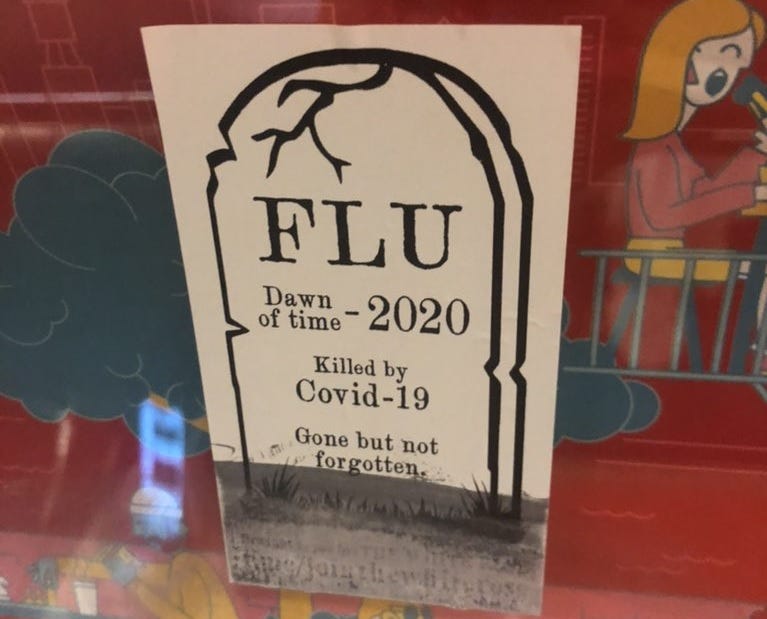 FLU
Dawn
of time - 2020
Killed by
Covid-19
Gone but not
forgotten.